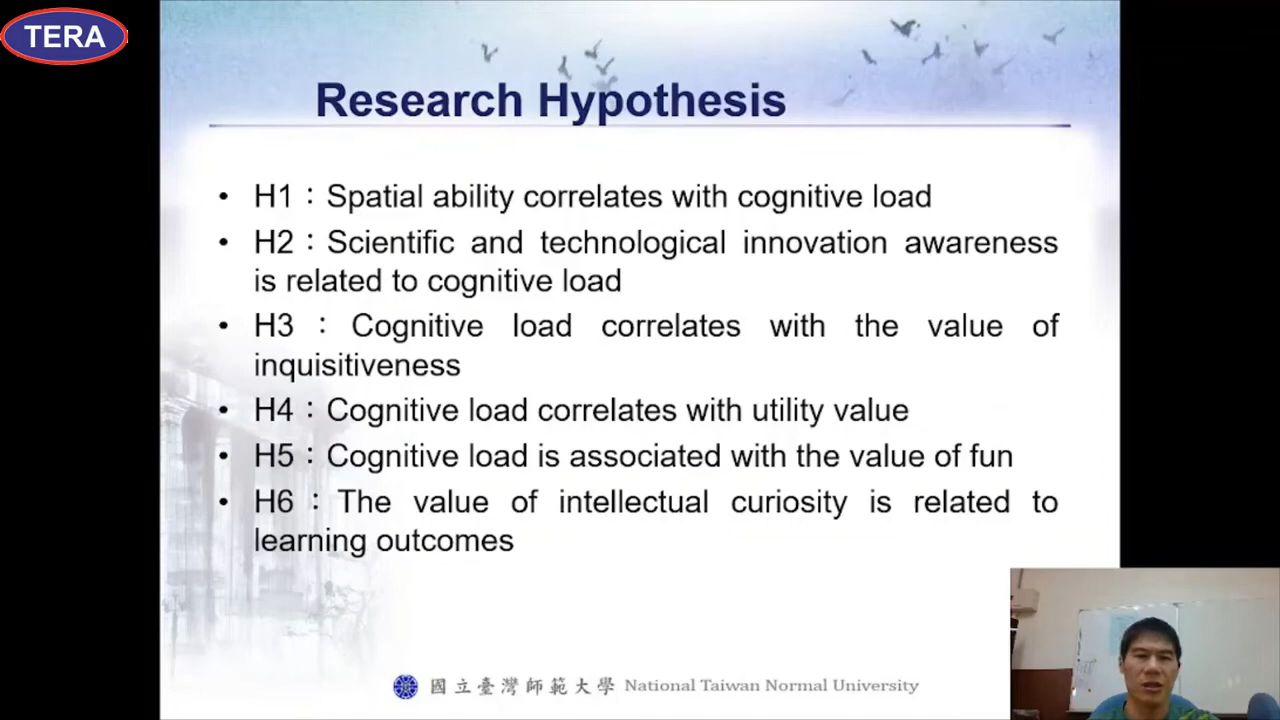 TERA
Research Hypothesis
• H1：Spatial ability correlates with cognitive load
• H2：Scientific and technological innovation awareness
is related to cognitive load
• H3：Cognitive load correlates with the value of
inquisitiveness
• H4：Cognitive load correlates with utility value
• H5：Cognitive load is associated with the value of fun
• H6：The value of intellectual curiosity is related to
learning outcomes
國立臺灣師範大學 National Taiwan Normal University